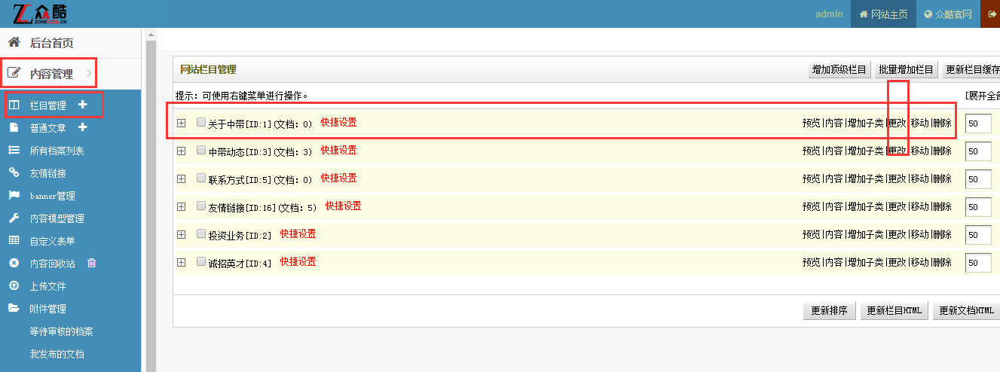 众酷 ZONECOOL.CN
admin 网站主页 众酷官网
后台首页
内容管理
栏目管理
普通文章
所有档案列表
友情链接
banner管理
内容模型管理
自定义表单
内容回收站
上传文件
附件管理
等待审核的档案
我发布的文档
网站栏目管理 增加顶级栏目 批量增加栏目 更新栏目缓存
提示：可使用右键菜单进行操作。 [展开全部
关于中带[ID:1](文档：0) 快捷设置 预览|内容|增加子类|更改|移动|删除 50
中带动态[ID:3](文档：3) 快捷设置 预览|内容|增加子类|更改|移动|删除 50
联系方式[ID:5](文档：0) 快捷设置 预览|内容|增加子类|更改|移动|删除 50
友情链接[ID:16](文档：5) 快捷设置 预览|内容|增加子类|更改|移动|删除 50
投资业务[ID:2] 快捷设置 预览|内容|增加子类|更改|移动|删除 50
诚招英才[ID:4] 快捷设置 预览|内容|增加子类|更改|移动|删除 50
更新排序 更新栏目HTML 更新文档HTML